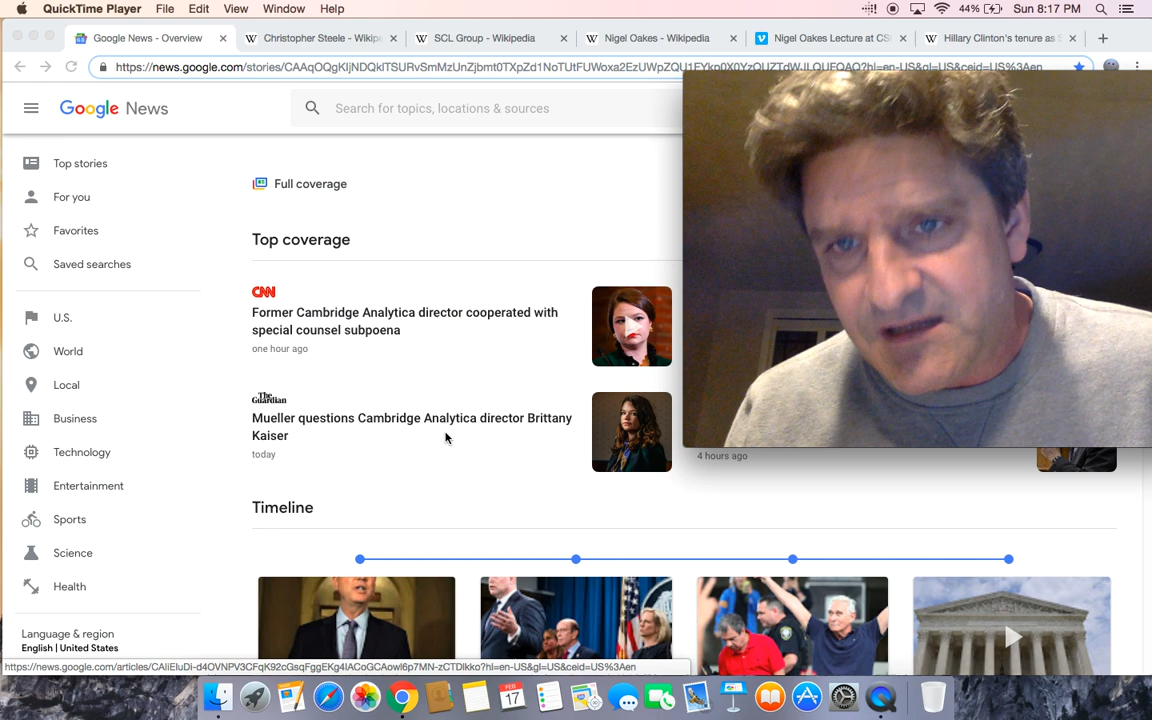 QuickTime Player File Edit View Window Help 44% Sun 8:17 PM
Google News - Overview Christopher Steele - Wikipe SCL Group - Wikipedia Nigel Oakes - Wikipedia Nigel Oakes Lecture at CS Hillary Clinton's tenure as S
Google News
Search for topics, locations & sources
Top stories
For you
Favorites
Saved searches
U.S.
World
Local
Business
Technology
Entertainment
Sports
Science
Health
Language & region
English | United States
Full coverage
Top coverage
CNN
Former Cambridge Analytica director cooperated with
special counsel subpoena
one hour ago
The
Guardian
Mueller questions Cambridge Analytica director Brittany
Kaiser
today
4 hours ago
Timeline
FEB
17